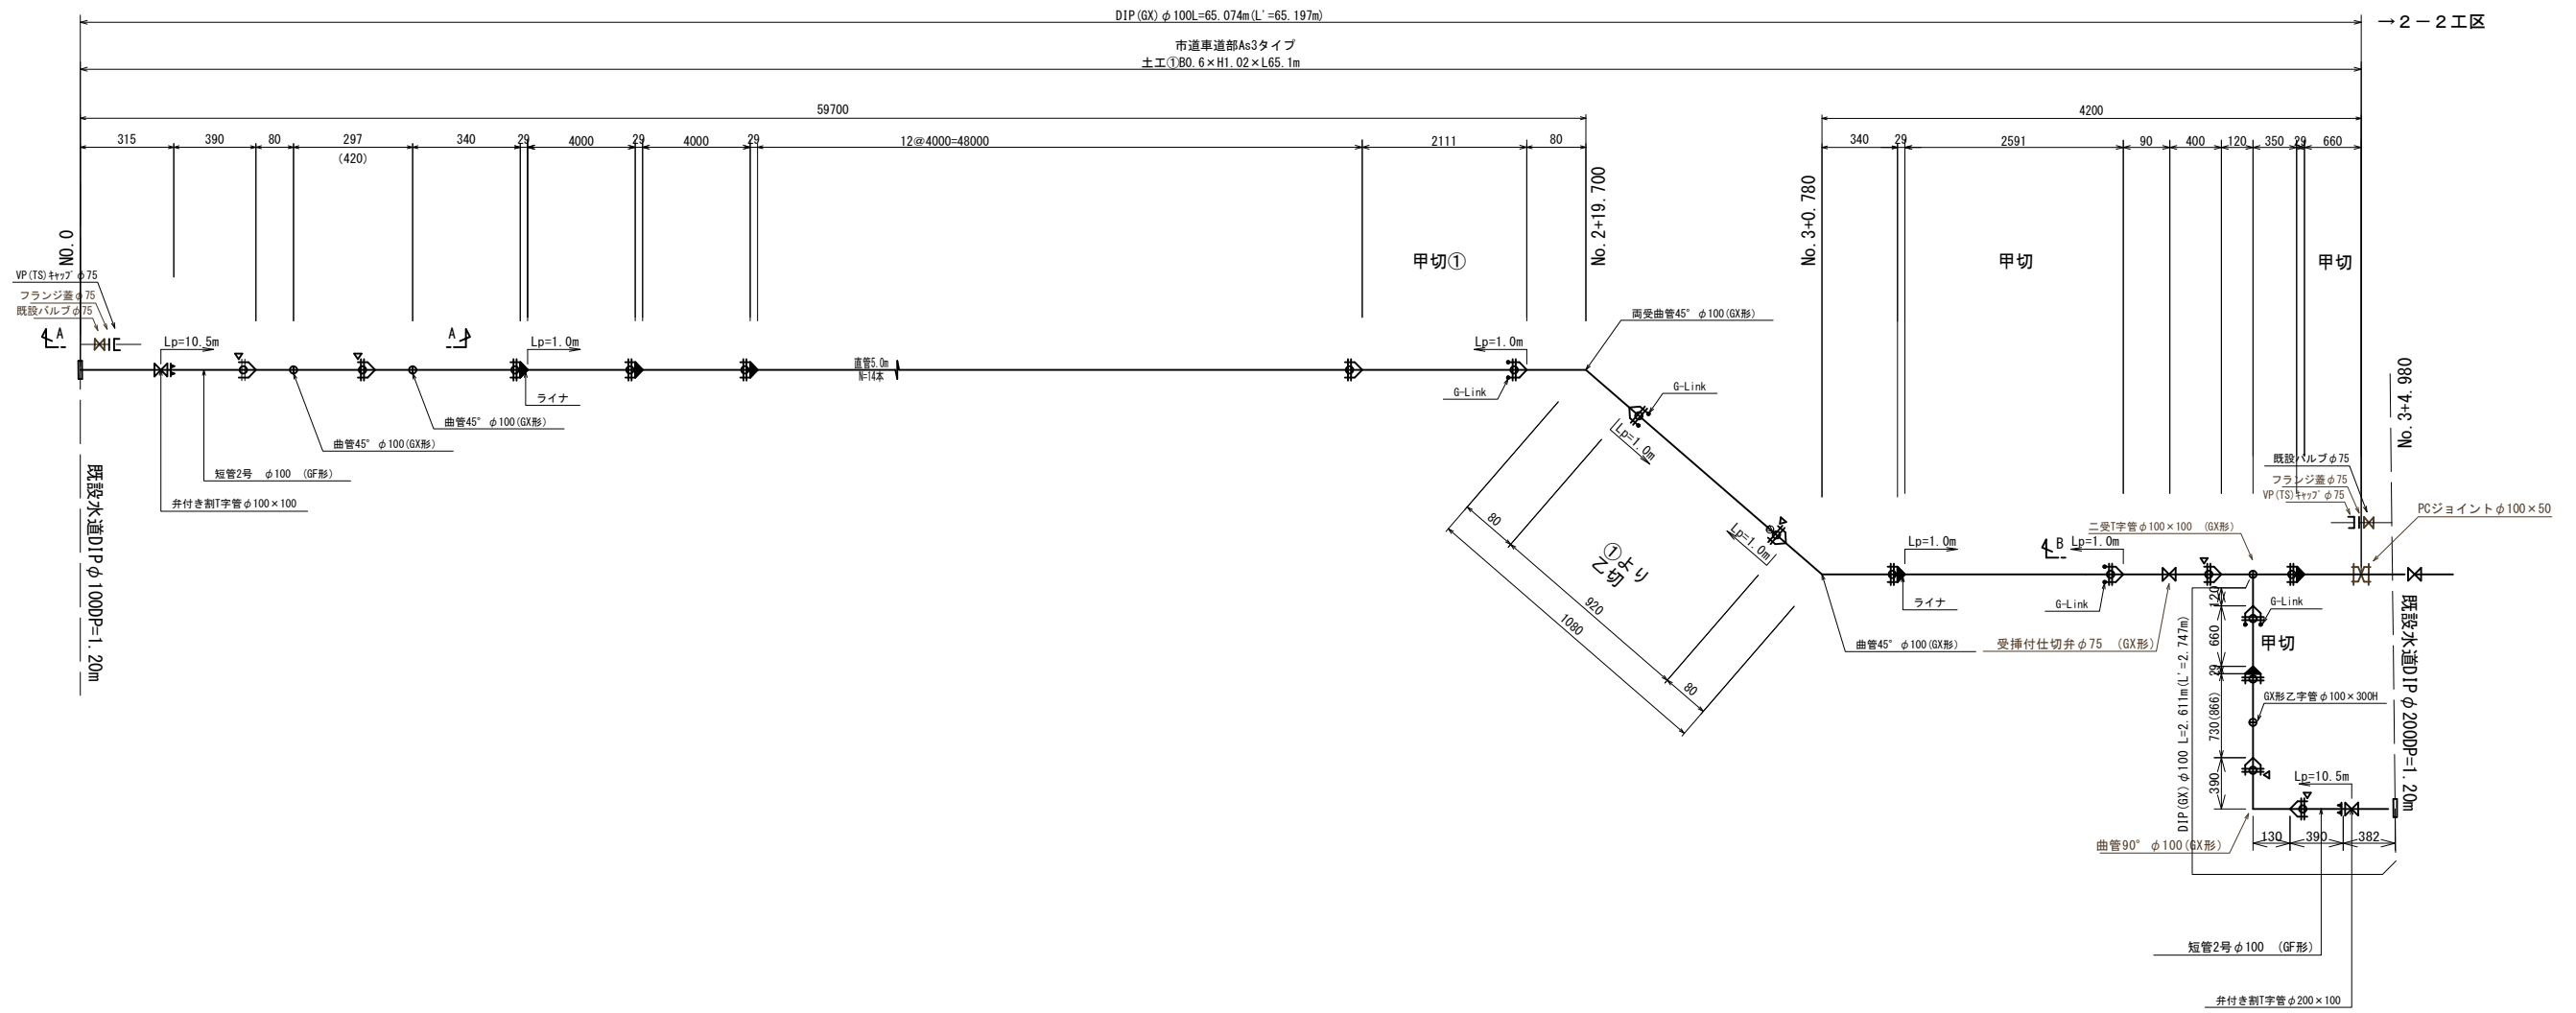 DIP(GX)φ100L=65.074m(L'=65.197m)
→2-2工区
市道車道部As3タイプ
土工①B0.6×H1.02×L65.1m
59700
4200
315
390
80
297
(420)
340
29
4000
29
4000
29
12@4000=48000
2111
80
340
29
2591
90
400
120
350
29
660
NO.0
No.2+19.700
No.3+0.780
No.3+4.980
甲切①
甲切
甲切
VP(TS)キャップφ75
フランジ蓋φ75
既設バルブφ75
A
A
Lp=10.5m
Lp=1.0m
直管5.0m
N=14本
Lp=1.0m
両受曲管45°φ100(GX形)
G-Link
G-Link
ライナ
曲管45°φ100(GX形)
曲管45°φ100(GX形)
短管2号 φ100 (GF形)
弁付き割T字管φ100×100
既設水道DIPφ100DP=1.20m
Lp=1.0m
Lp=1.0m
80
920
80
1080
①より
乙切
Lp=1.0m
B
Lp=1.0m
ライナ
G-Link
曲管45°φ100(GX形)
受挿付仕切弁φ75 (GX形)
二受T字管φ100×100 (GX形)
既設バルブφ75
フランジ蓋φ75
VP(TS)キャップφ75
PCジョイントφ100×50
G-Link
甲切
120
660
29
730(866)
390
DIP(GX)φ100 L=2.611m(L'=2.747m)
GX形乙字管φ100×300H
既設水道DIPφ200DP=1.20m
Lp=10.5m
130
390
382
曲管90°φ100(GX形)
短管2号φ100 (GF形)
弁付き割T字管φ200×100